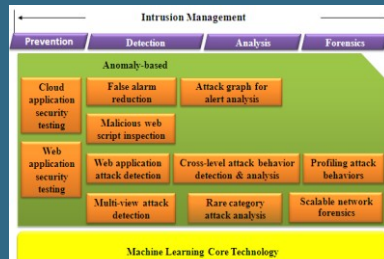 Intrusion Management
Prevention
Detection
Analysis
Forensics
Anomaly-based
Cloud
application
security
testing
False alarm
reduction
Attack graph for
alert analysis
Malicious web
script inspection
Web
application
security
testing
Web application
attack detection
Cross-level attack behavior
detection & analysis
Profiling attack
behaviors
Multi-view attack
detection
Rare category
attack analysis
Scalable network
forensics
Machine Learning Core Technology